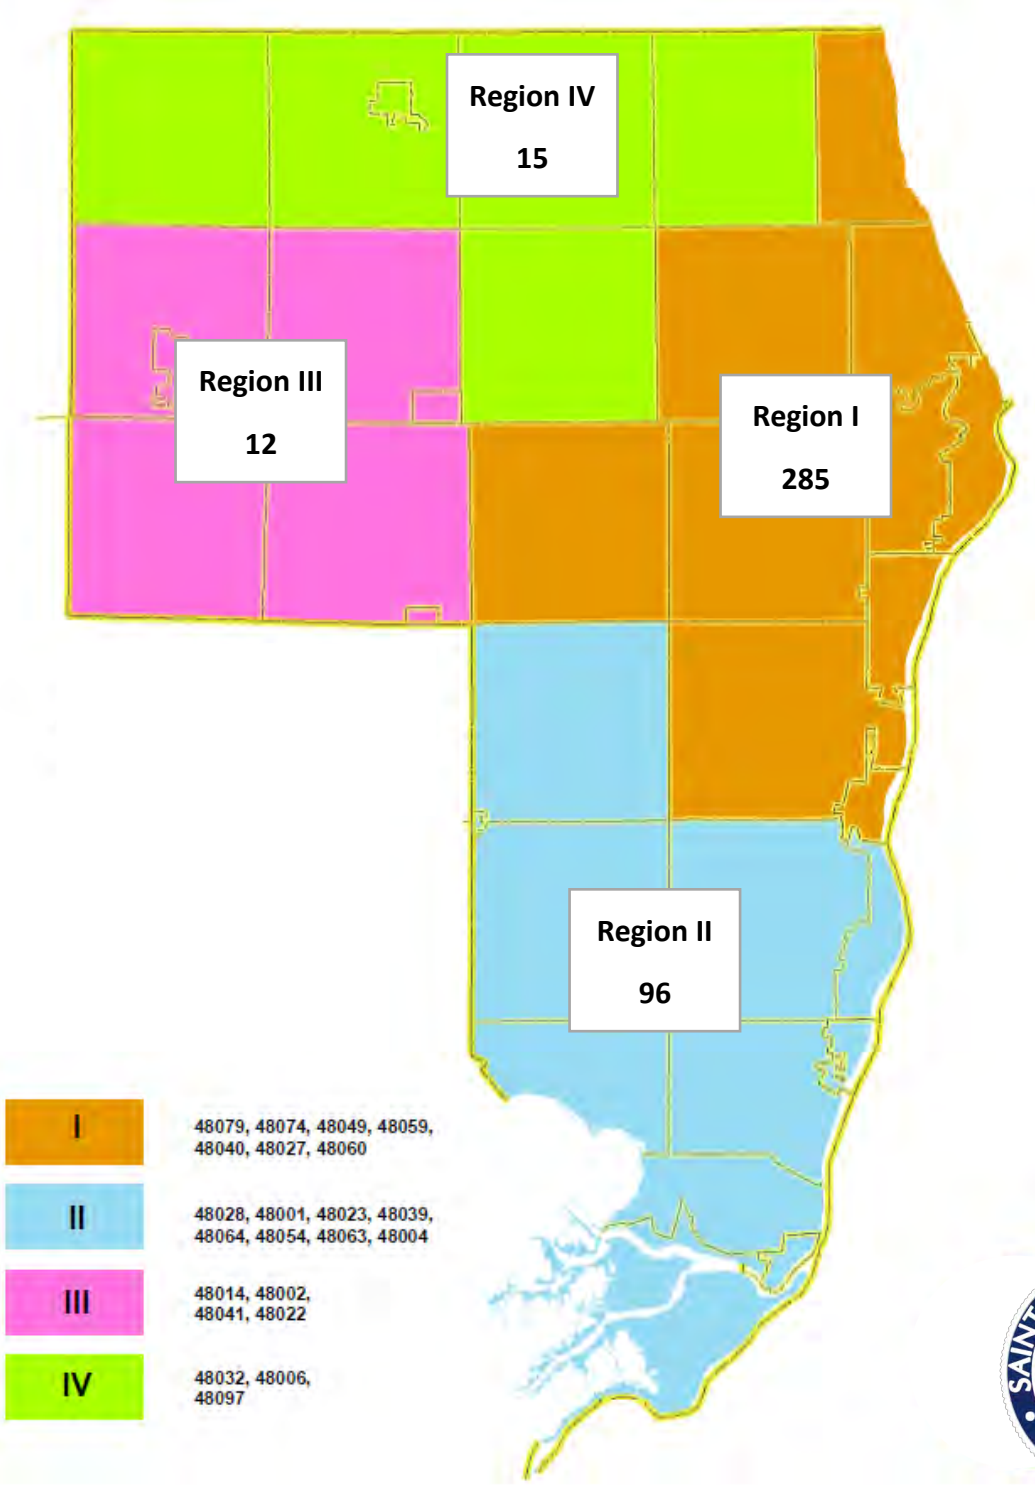 Region IV
15
Region III
12
Region I
285
Region II
96
I
48079, 48074, 48049, 48059,
48040, 48027, 48060
II
48028, 48001, 48023, 48039,
48064, 48054, 48063, 48004
III
48014, 48002,
48041, 48022
IV
48032, 48006,
48097
SAINT